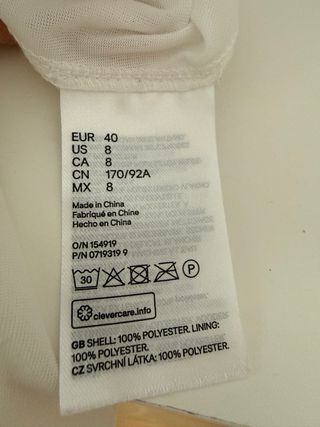 EUR 40
US 8
CA 8
CN 170/92A
MX 8
Made in China
Fabriqué en Chine
Hecho en China
O/N 154919
P/N 0719319 9
30
P
clevercare.info
GB SHELL: 100% POLYESTER. LINING:
100% POLYESTER.
CZ SVRCHNÍ LÁTKA: 100% POLYESTER.